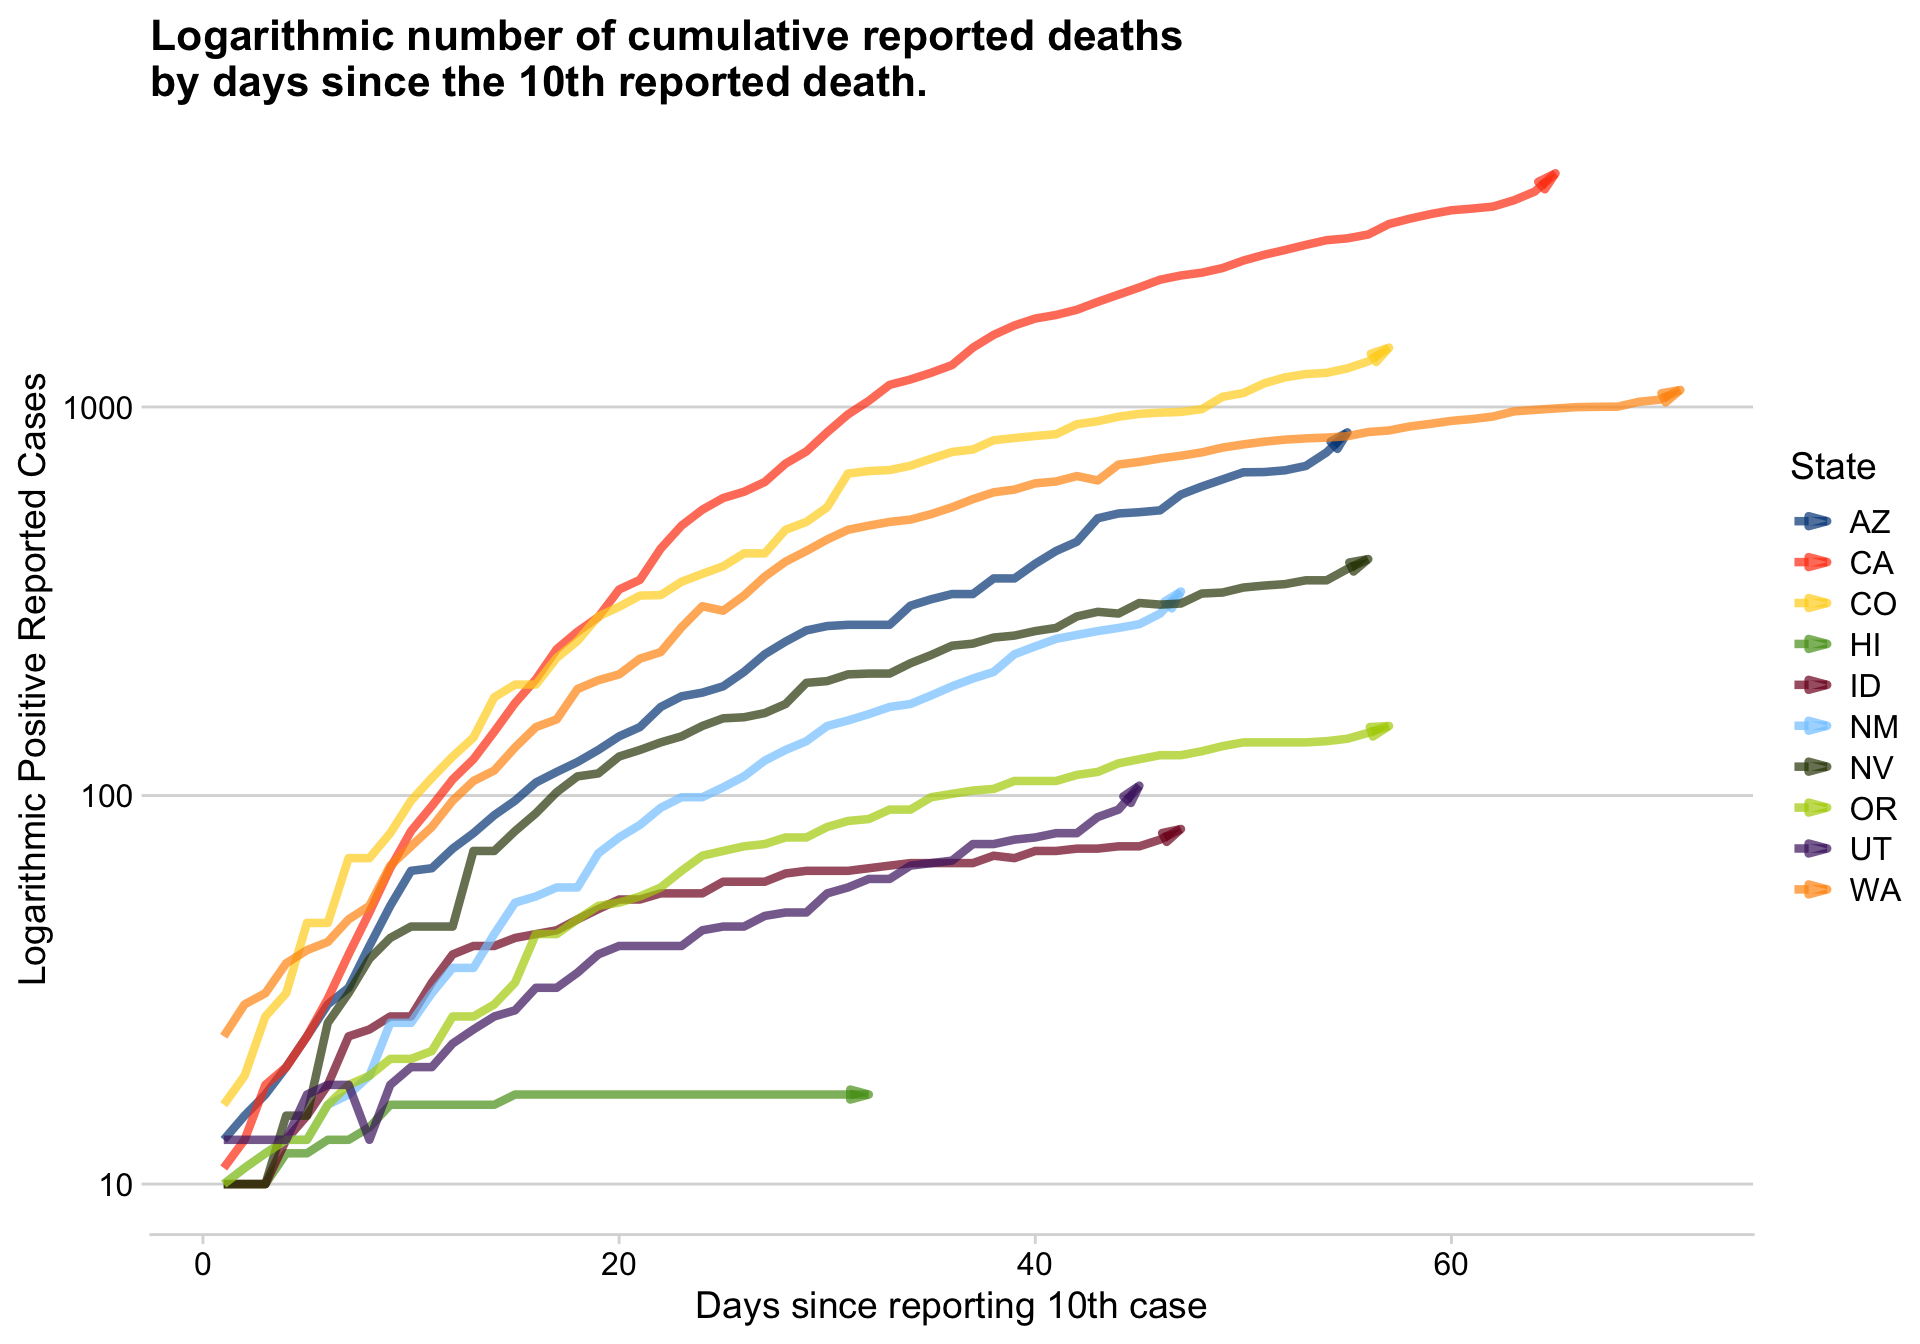 Logarithmic number of cumulative reported deaths
by days since the 10th reported death.
Logarithmic Positive Reported Cases
1000
100
10
0
20
40
60
Days since reporting 10th case
State
AZ
CA
CO
HI
ID
NM
NV
OR
UT
WA